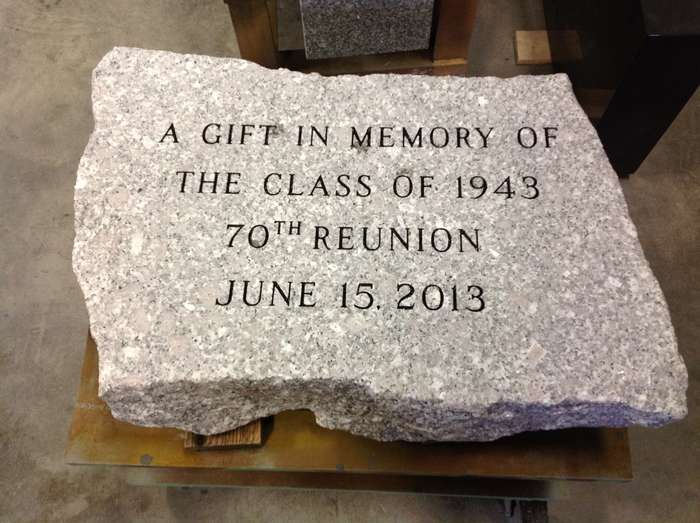 A GIFT IN MEMORY OF
THE CLASS OF 1943
70TH REUNION
JUNE 15, 2013